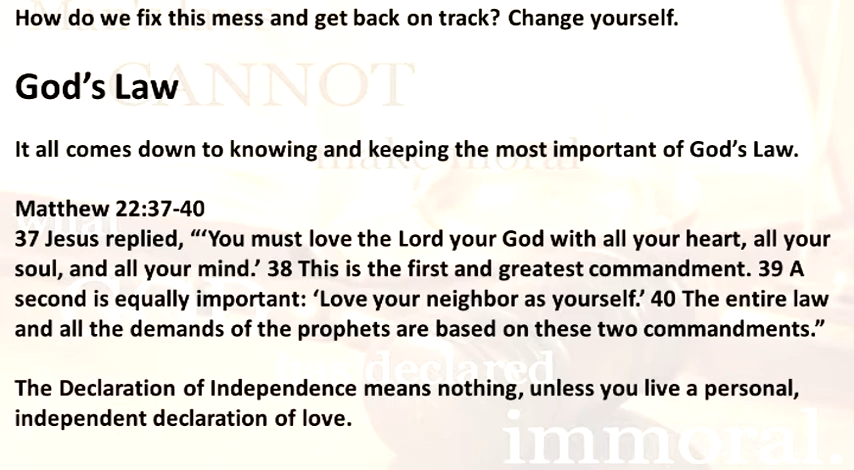 How do we fix this mess and get back on track? Change yourself.
CANNOT
God's Law
make moral
It all comes down to knowing and keeping the most important of God's Law.
Matthew 22:37-40
37 Jesus replied, "'You must love the Lord your God with all your heart, all your
soul, and all your mind.' 38 This is the first and greatest commandment. 39 A
second is equally important: 'Love your neighbor as yourself.' 40 The entire law
and all the demands of the prophets are based on these two commandments."
declared
The Declaration of Independence means nothing, unless you live a personal,
independent declaration of love.
immoral.